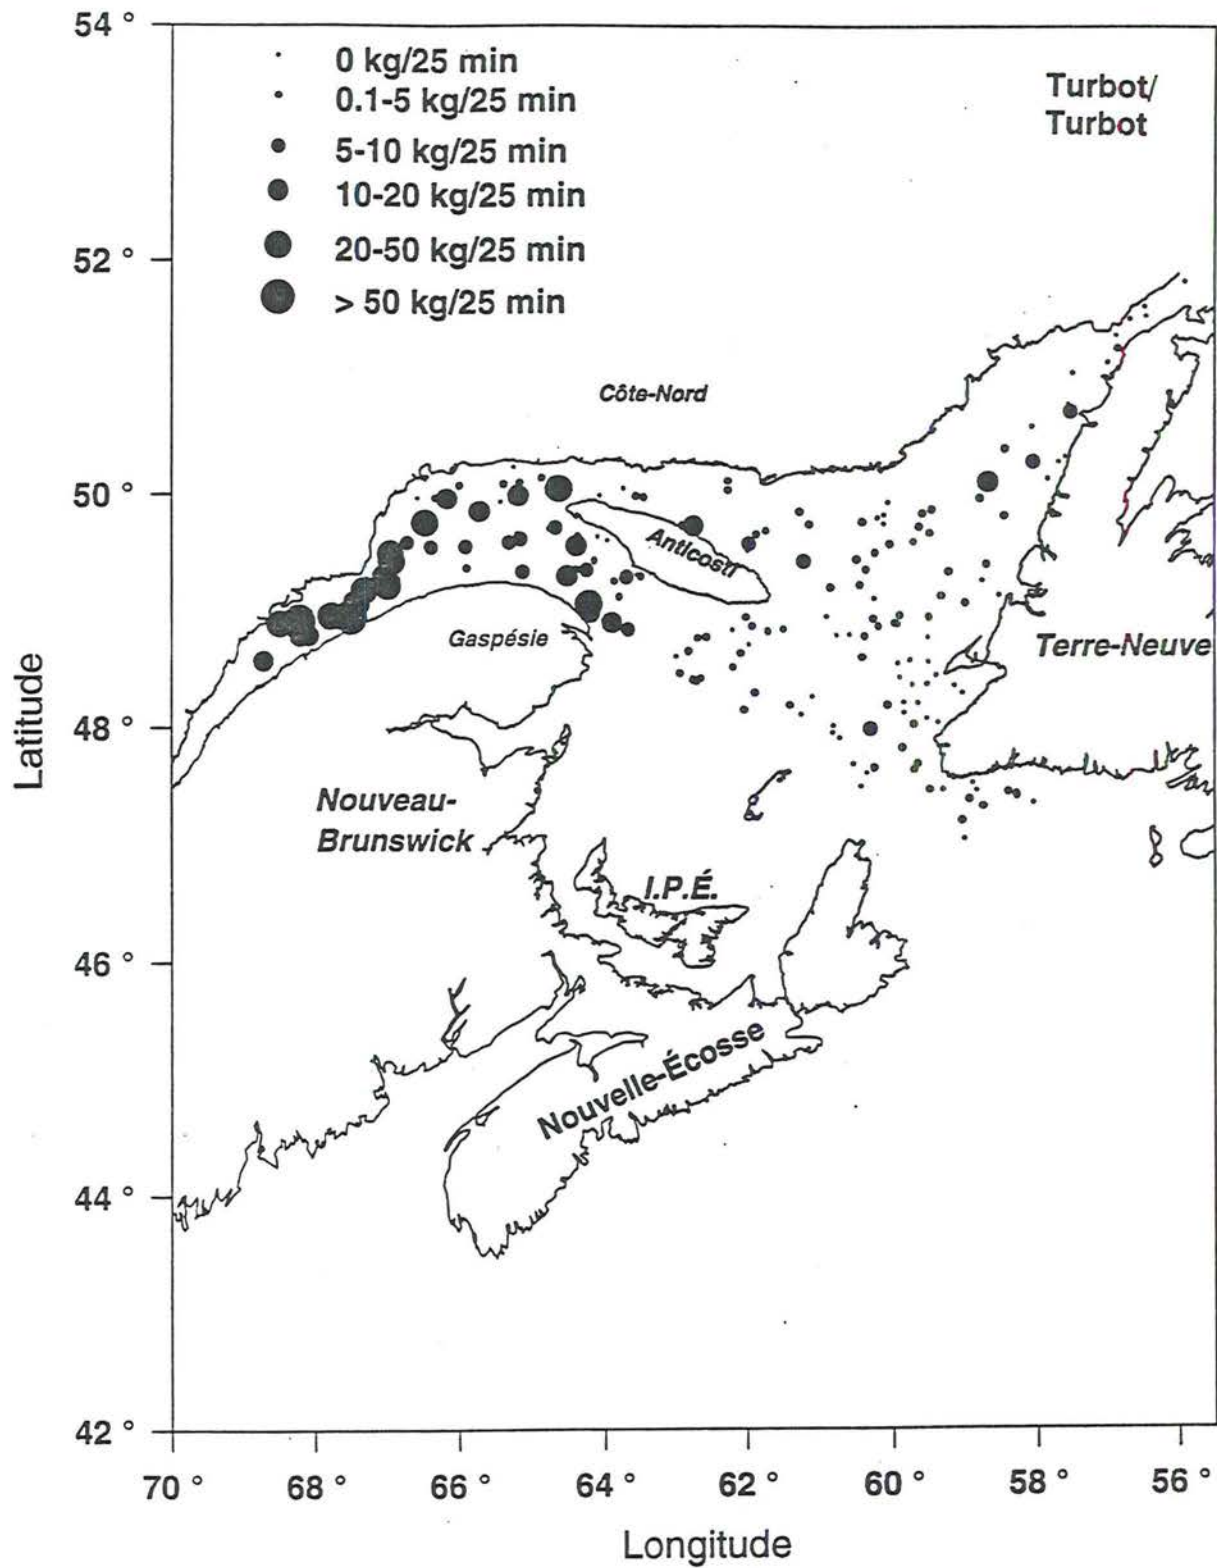 54 °
0 kg/25 min
0.1-5 kg/25 min
5-10 kg/25 min
10-20 kg/25 min
20-50 kg/25 min
> 50 kg/25 min
Turbot/
Turbot
52 °
Côte-Nord
50 °
Anticosti
Gaspésie
Terre-Neuve
48 °
Nouveau-
Brunswick
I.P.É.
46 °
Nouvelle-Écosse
44 °
42 °
70 °
68 °
66 °
64 °
62 °
60 °
58 °
56 °
Latitude
Longitude